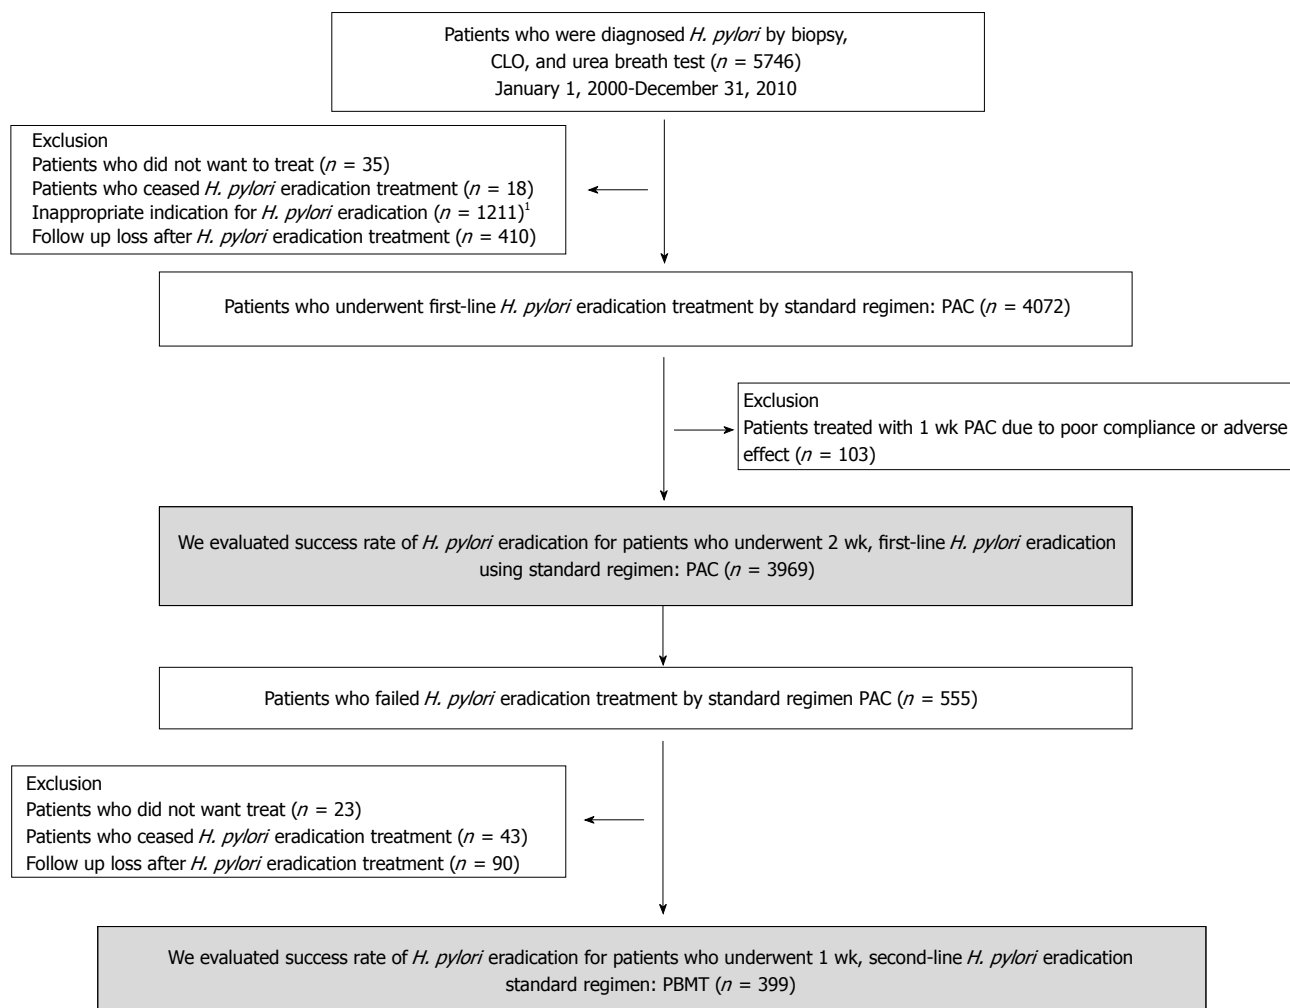 Patients who were diagnosed H. pylori by biopsy,
CLO, and urea breath test (n = 5746)
January 1, 2000-December 31, 2010
Exclusion
Patients who did not want to treat (n = 35)
Patients who ceased H. pylori eradication treatment (n = 18)
Inappropriate indication for H. pylori eradication (n = 1211)¹
Follow up loss after H. pylori eradication treatment (n = 410)
Patients who underwent first-line H. pylori eradication treatment by standard regimen: PAC (n = 4072)
Exclusion
Patients treated with 1 wk PAC due to poor compliance or adverse
effect (n = 103)
We evaluated success rate of H. pylori eradication for patients who underwent 2 wk, first-line H. pylori eradication
using standard regimen: PAC (n = 3969)
Patients who failed H. pylori eradication treatment by standard regimen PAC (n = 555)
Exclusion
Patients who did not want treat (n = 23)
Patients who ceased H. pylori eradication treatment (n = 43)
Follow up loss after H. pylori eradication treatment (n = 90)
We evaluated success rate of H. pylori eradication for patients who underwent 1 wk, second-line H. pylori eradication
standard regimen: PBMT (n = 399)